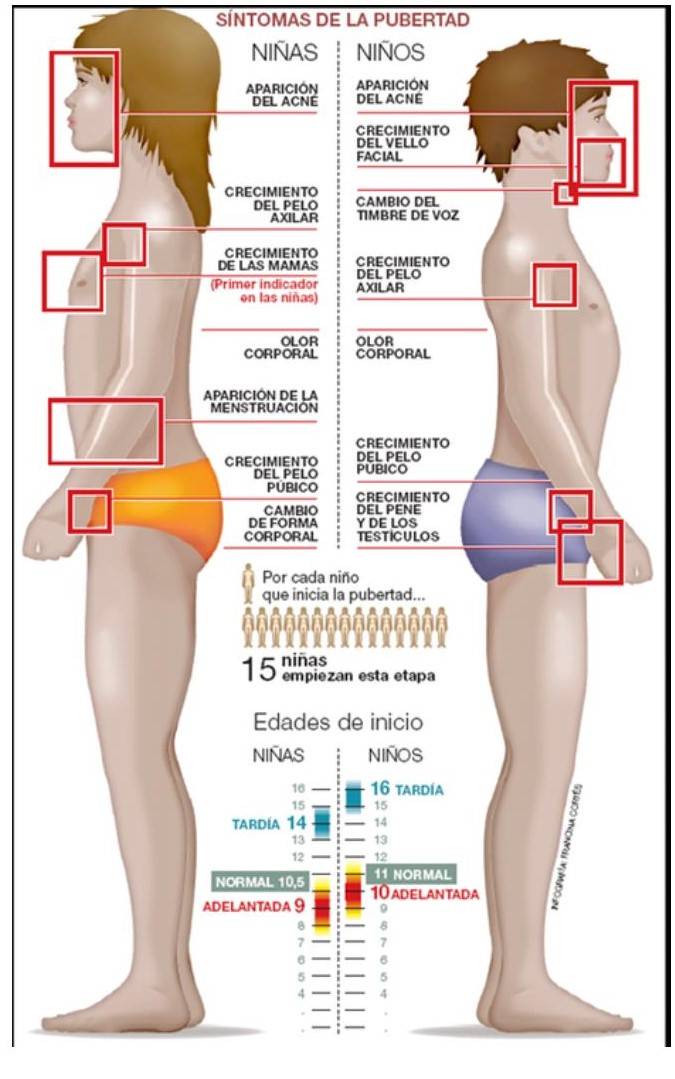 SÍNTOMAS DE LA PUBERTAD
NIÑAS
APARICIÓN
DEL ACNÉ
CRECIMIENTO
DEL PELO
AXILAR
CRECIMIENTO
DE LAS MAMAS
(Primer indicador
en las niñas)
OLOR
CORPORAL
APARICIÓN DE LA
MENSTRUACIÓN
CRECIMIENTO
DEL PELO
PÚBICO
CAMBIO
DE FORMA
CORPORAL
NIÑOS
APARICIÓN
DEL ACNÉ
CRECIMIENTO
DEL VELLO
FACIAL
CAMBIO DEL
TIMBRE DE VOZ
CRECIMIENTO
DEL PELO
AXILAR
OLOR
CORPORAL
CRECIMIENTO
DEL PELO
PÚBICO
CRECIMIENTO
DEL PENE
Y DE LOS
TESTÍCULOS
Por cada niño
que inicia la pubertad...
15 niñas
empiezan esta etapa
Edades de inicio
NIÑAS
16
15
TARDÍA 14
13
12
NORMAL 10,5
ADELANTADA 9
8
7
6
5
4
NIÑOS
16 TARDÍA
15
14
13
12
11 NORMAL
10 ADELANTADA
9
8
7
6
5
4
INFOGRAFÍA: FRANCINA CORTÉS